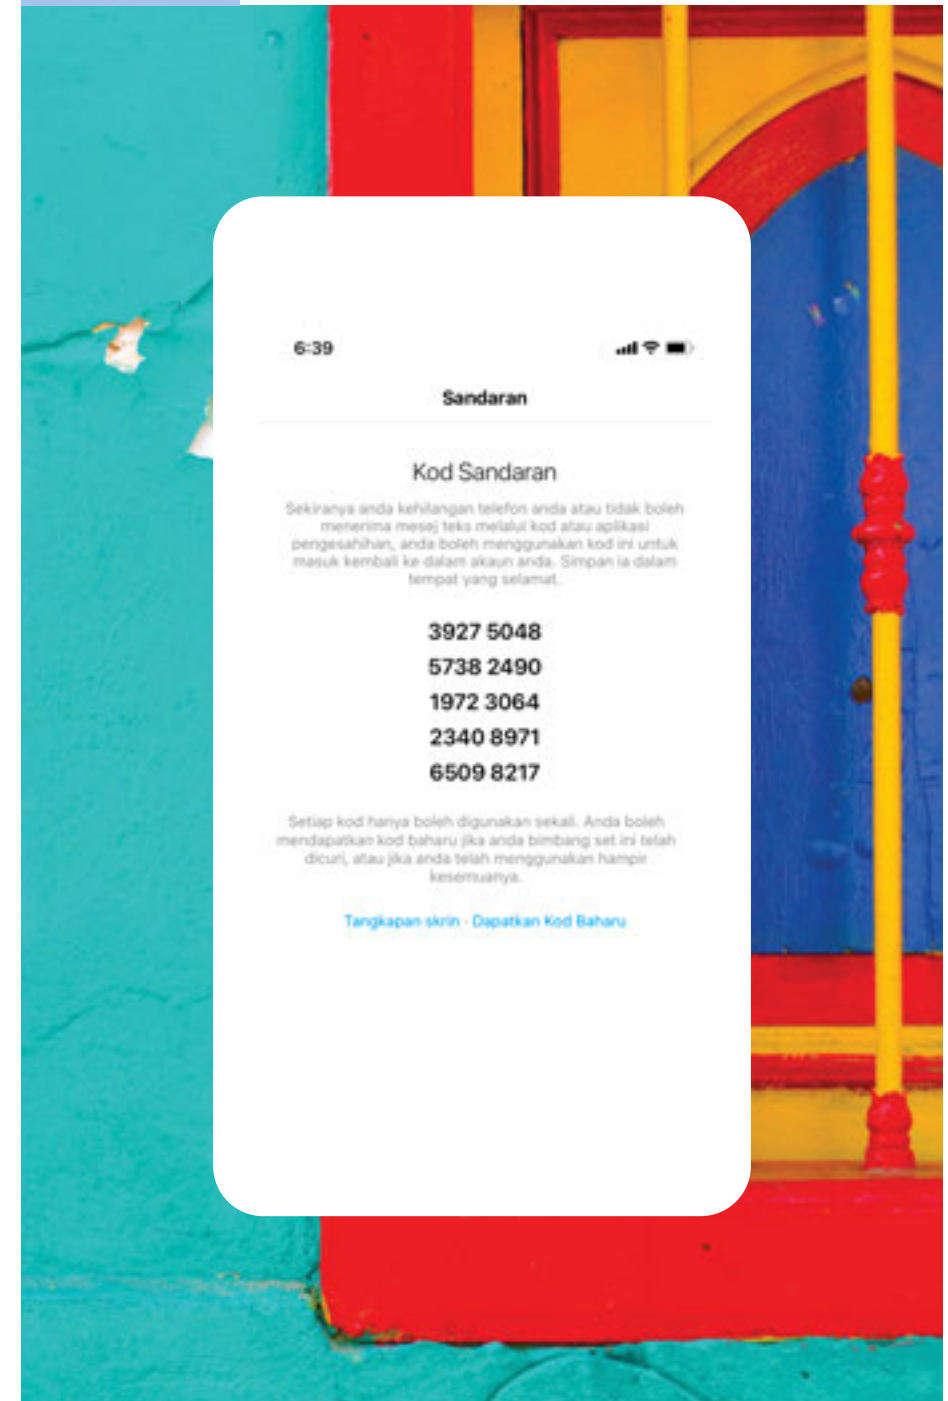 6:39
Sandaran
Kod Sandaran
Sekiranya anda kehilangan telefon anda atau tidak boleh
menerima mesej teks melalui kod atau aplikasi
pengesahihan, anda boleh menggunakan kod ini untuk
masuk kembali ke dalam akaun anda. Simpan ia dalam
tempat yang selamat.
3927 5048
5738 2490
1972 3064
2340 8971
6509 8217
Setiap kod hanya boleh digunakan sekali. Anda boleh
mendapatkan kod baharu jika anda bimbang set ini telah
dicuri, atau jika anda telah menggunakan hampir
kesemuanya.
Tangkapan skrin · Dapatkan Kod Baharu